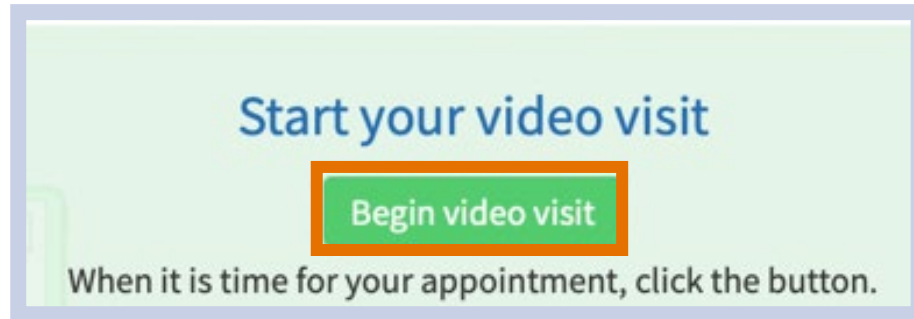 Start your video visit
Begin video visit
When it is time for your appointment, click the button.